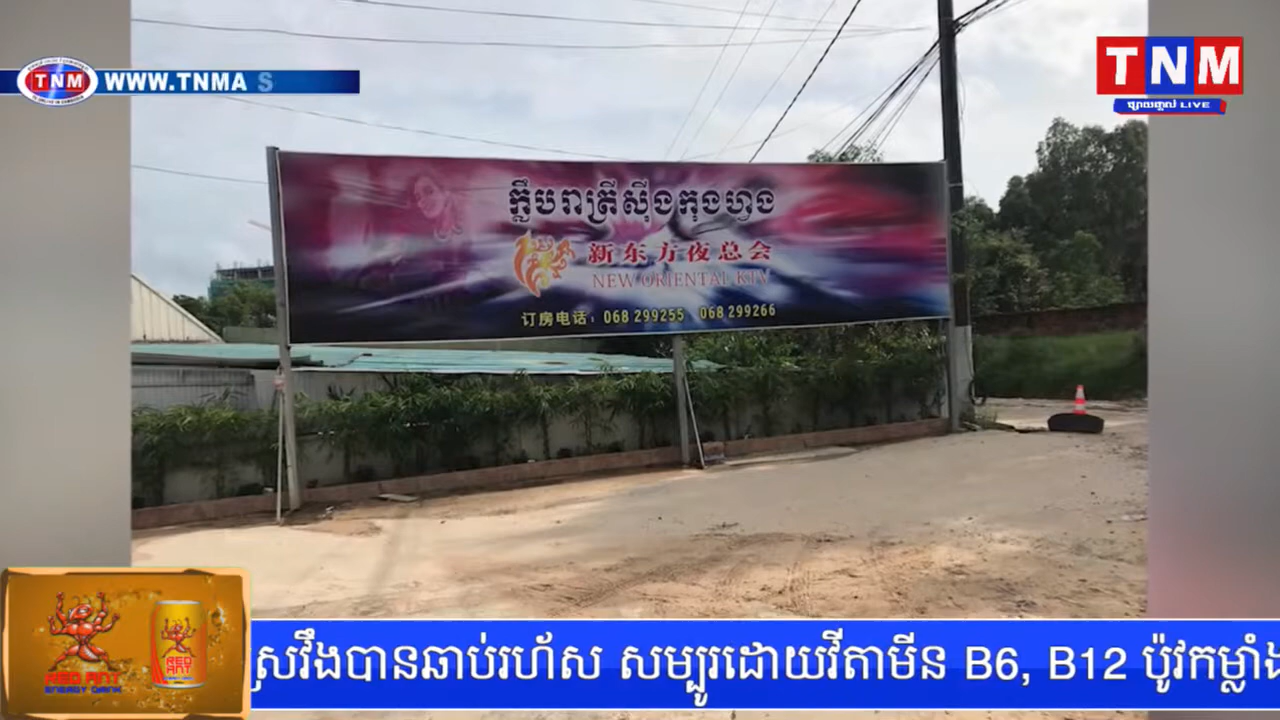 TNM
WWW.TNMA S
TNM
ផ្សាយផ្ទាល់ LIVE
ក្លឹបរាត្រីស៊ីងកុងហ្វង
新东方夜总会
NEW ORIENTAL KTV
订房电话：068 299255 068 299266
RED ANT
ENERGY DRINK
RED ANT
ស្រវឹងបានឆាប់រហ័ស សម្បូរដោយវីតាមីន B6, B12 ប៉ូវកម្លាំង